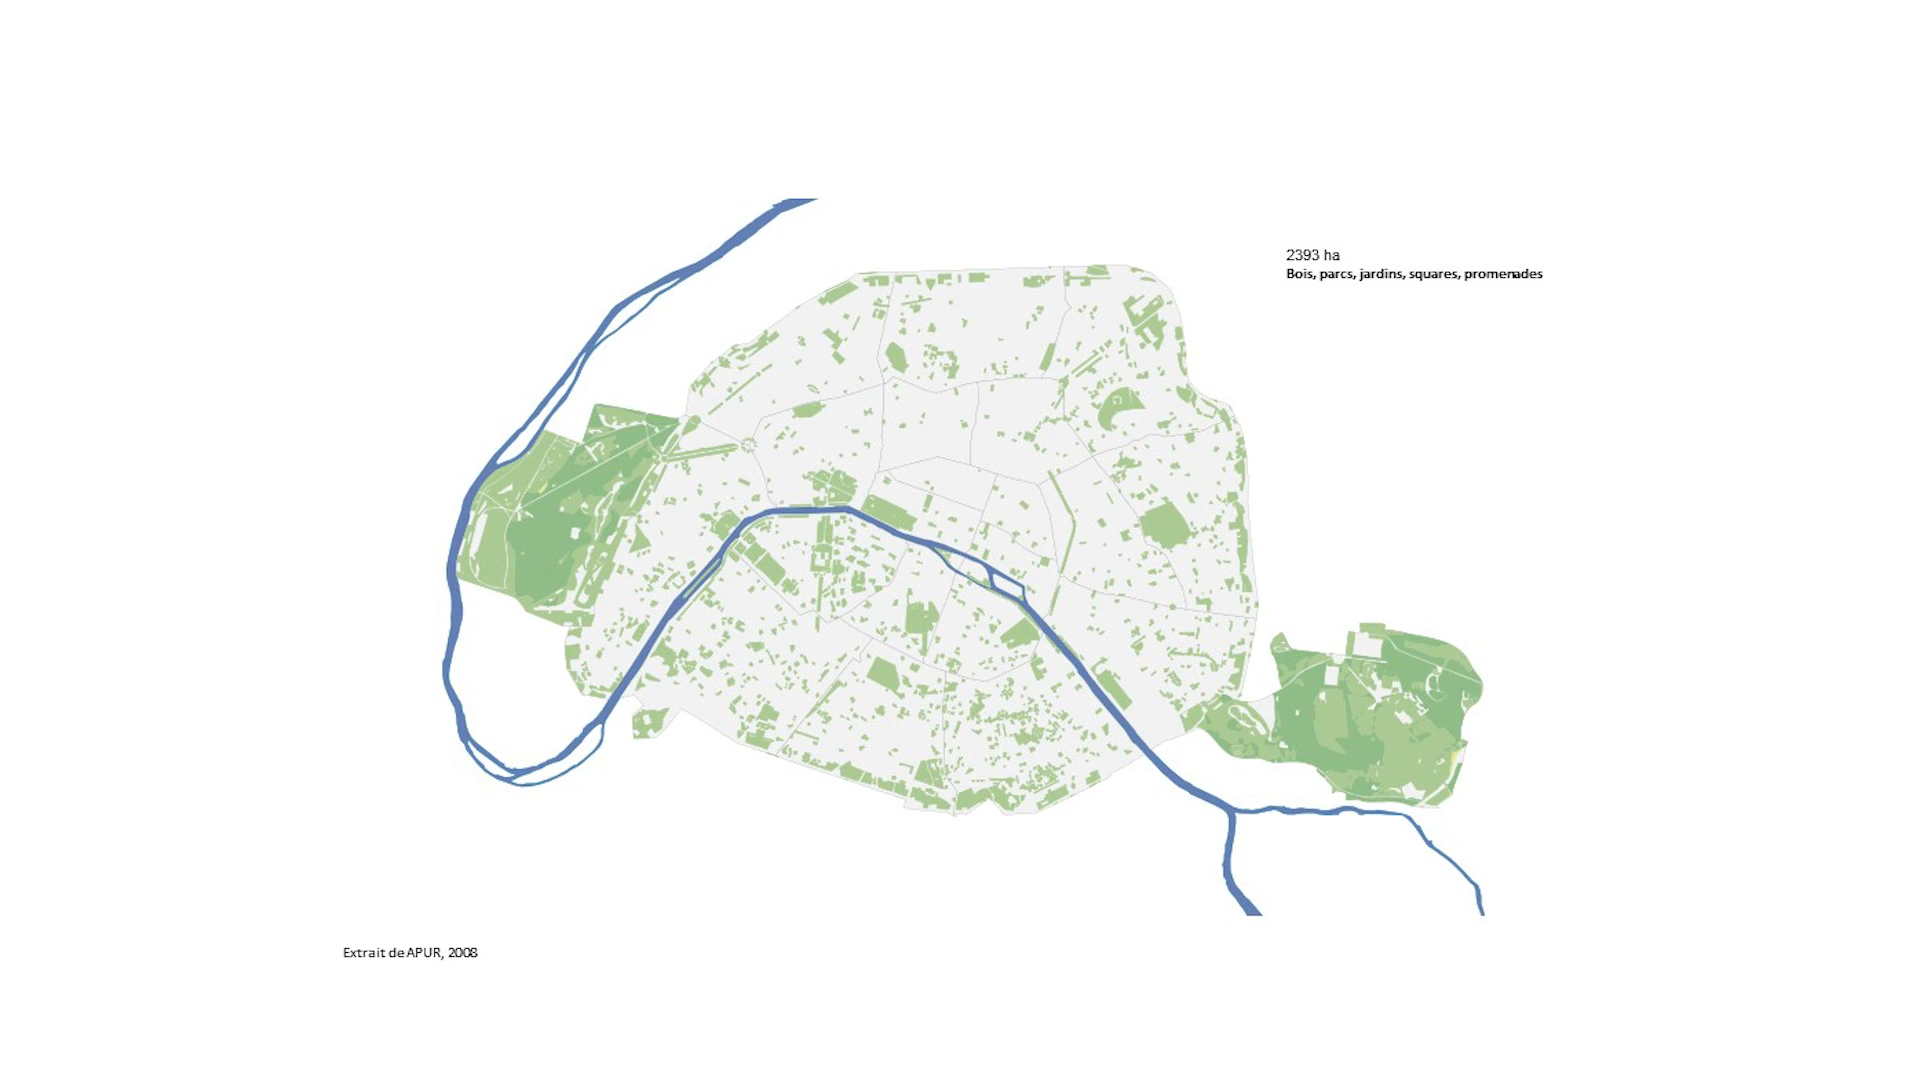 2393 ha
Bois, parcs, jardins, squares, promenades
Extrait de APUR, 2008